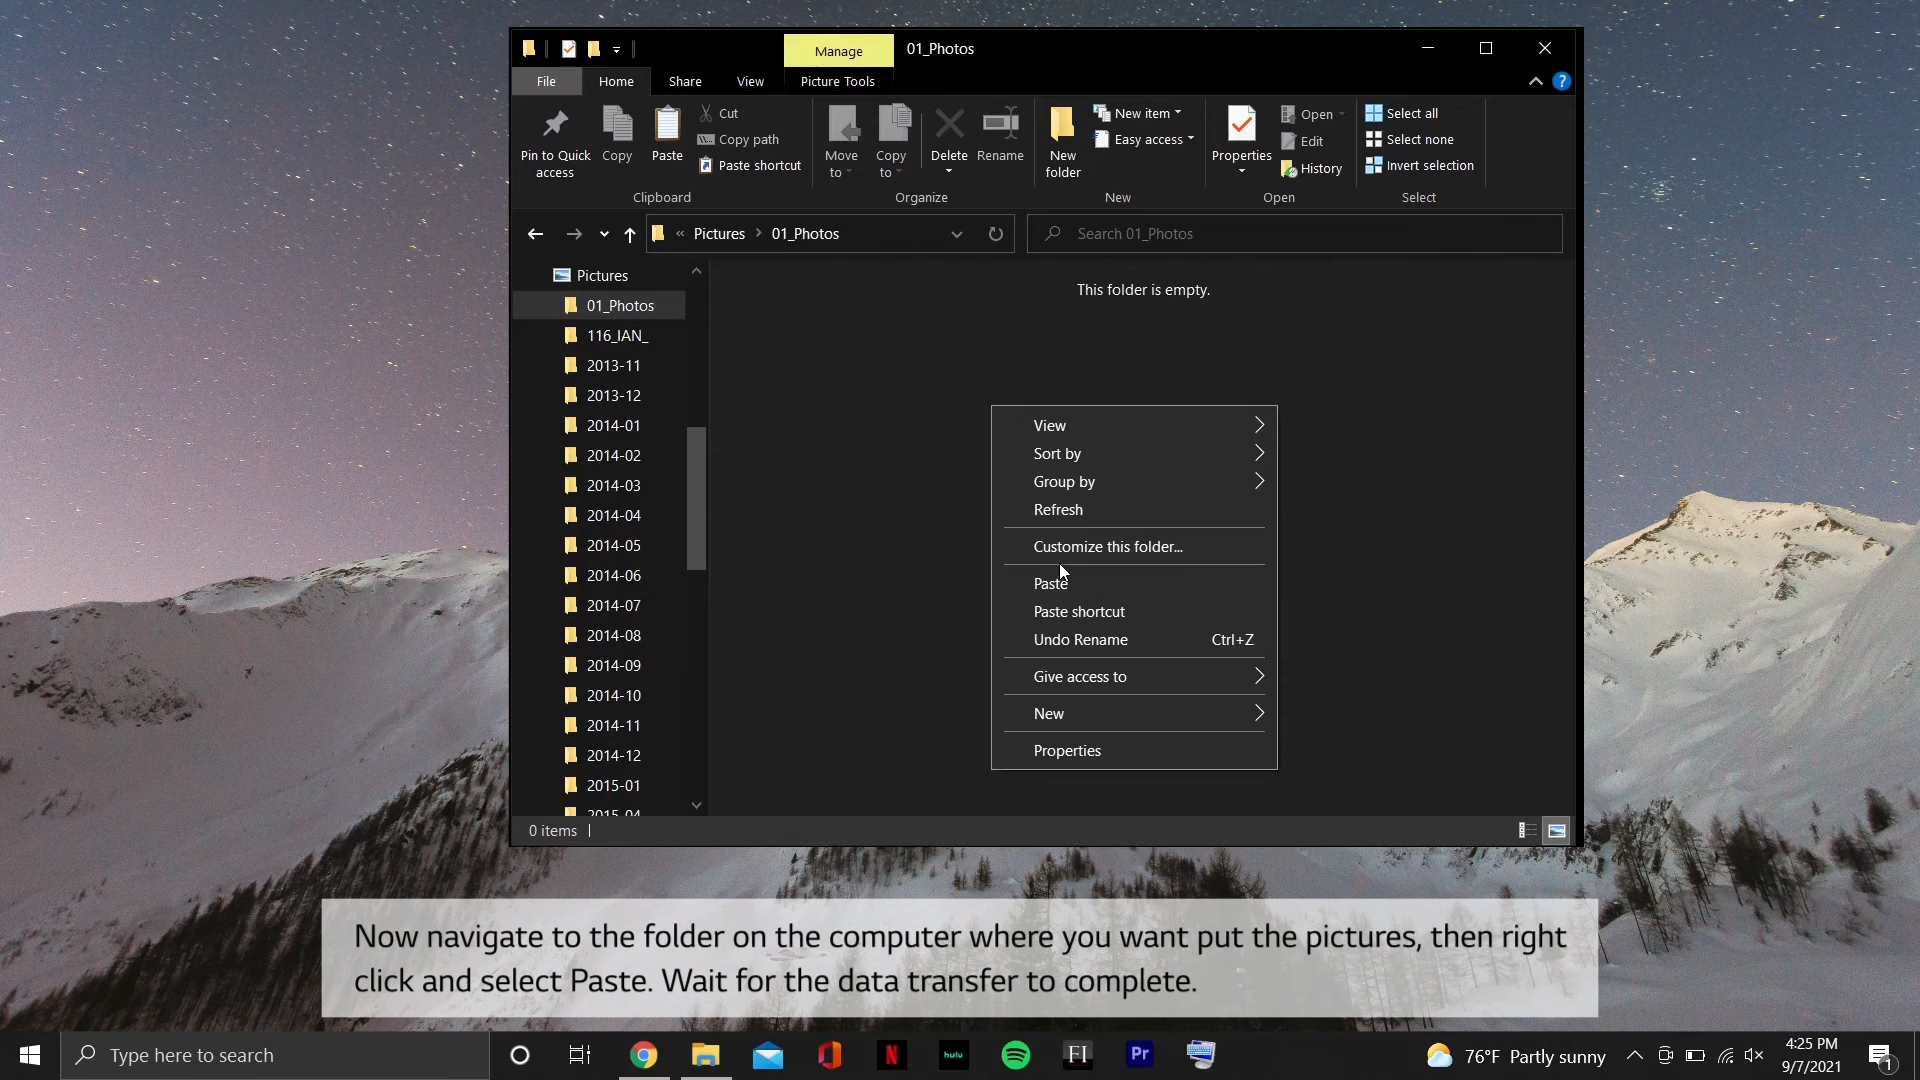 Manage
01_Photos
File
Home
Share
View
Picture Tools
?
Pin to Quick
access
Copy
Paste
Cut
Copy path
Paste shortcut
Clipboard
Move
to
Copy
to
Delete
Rename
Organize
New
folder
New item
Easy access
New
Properties
Open
Edit
History
Open
Select all
Select none
Invert selection
Select
« Pictures > 01_Photos
Search 01_Photos
Pictures
01_Photos
116_IAN_
2013-11
2013-12
2014-01
2014-02
2014-03
2014-04
2014-05
2014-06
2014-07
2014-08
2014-09
2014-10
2014-11
2014-12
2015-01
2015-04
This folder is empty.
View
Sort by
Group by
Refresh
Customize this folder...
Paste
Paste shortcut
Undo Rename Ctrl+Z
Give access to
New
Properties
0 items
Now navigate to the folder on the computer where you want put the pictures, then right
click and select Paste. Wait for the data transfer to complete.
Type here to search
N
hulu
FI
Pr
76°F Partly sunny
4:25 PM
9/7/2021
1